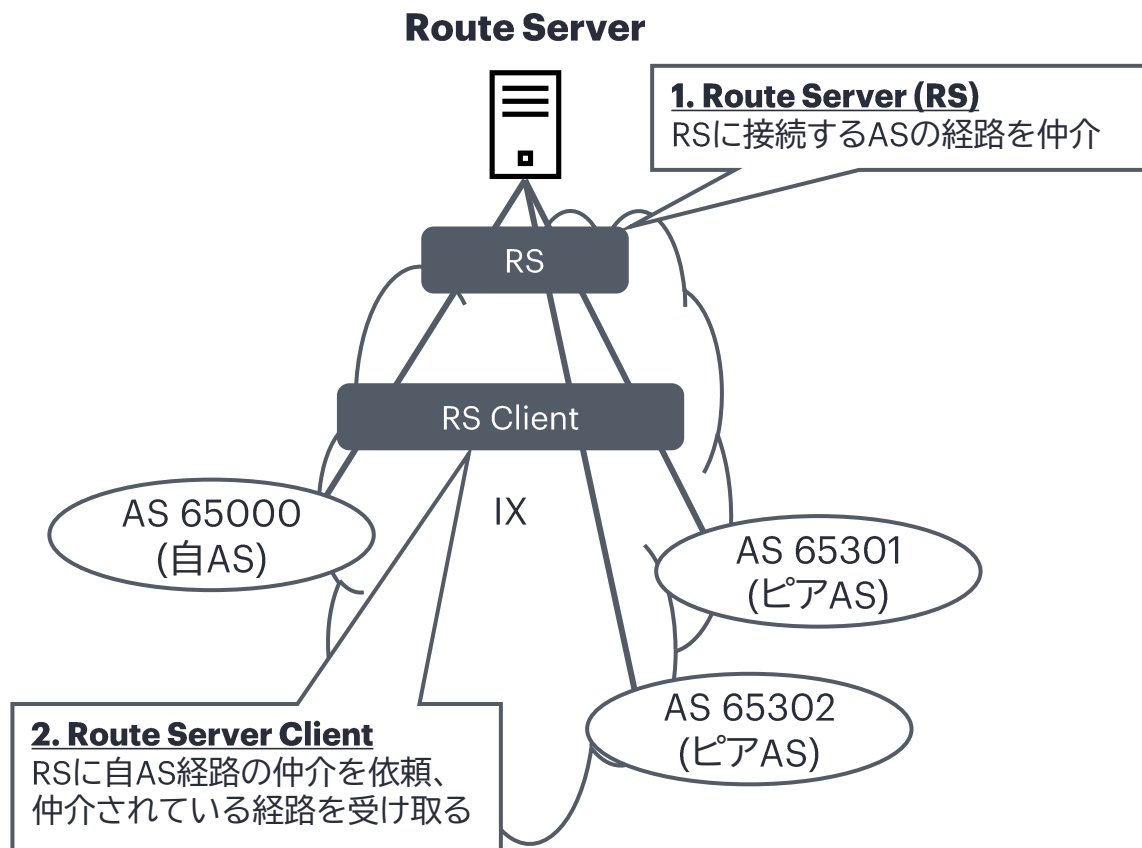 Route Server
1. Route Server (RS)
RSに接続するASの経路を仲介
RS
RS Client
IX
AS 65000
(自AS)
AS 65301
(ピアAS)
AS 65302
(ピアAS)
2. Route Server Client
RSに自AS経路の仲介を依頼、
仲介されている経路を受け取る